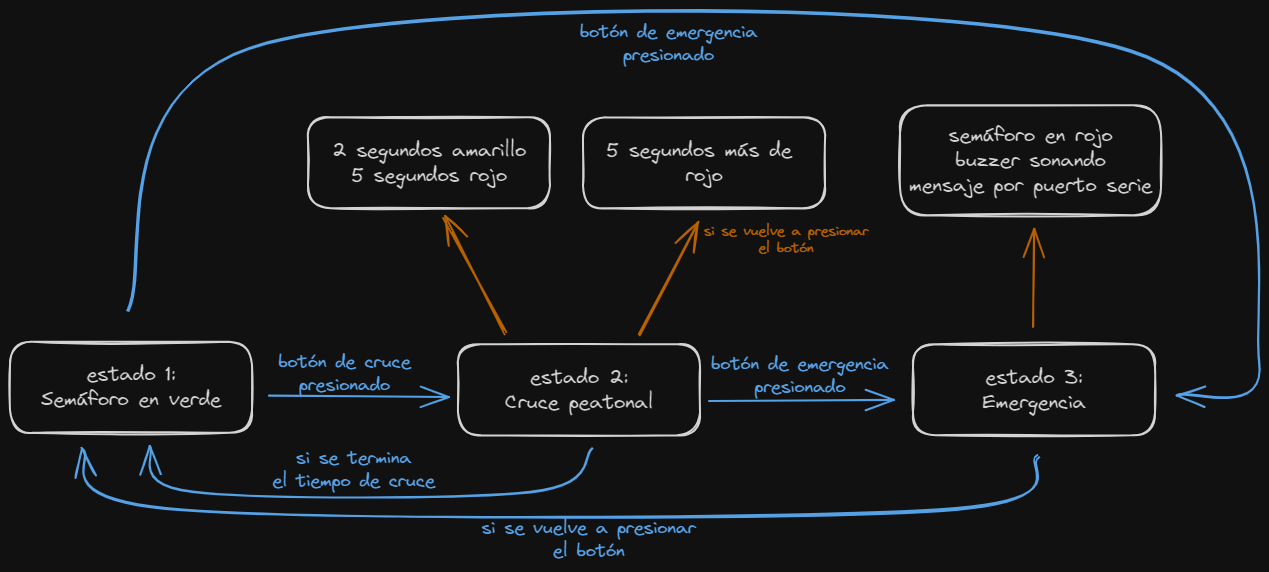 botón de emergencia
presionado
2 segundos amarillo
5 segundos rojo
5 segundos más de
rojo
semáforo en rojo
buzzer sonando
mensaje por puerto serie
si se vuelve a presionar
el botón
estado 1:
Semáforo en verde
botón de cruce
presionado
estado 2:
Cruce peatonal
botón de emergencia
presionado
estado 3:
Emergencia
si se termina
el tiempo de cruce
si se vuelve a presionar
el botón